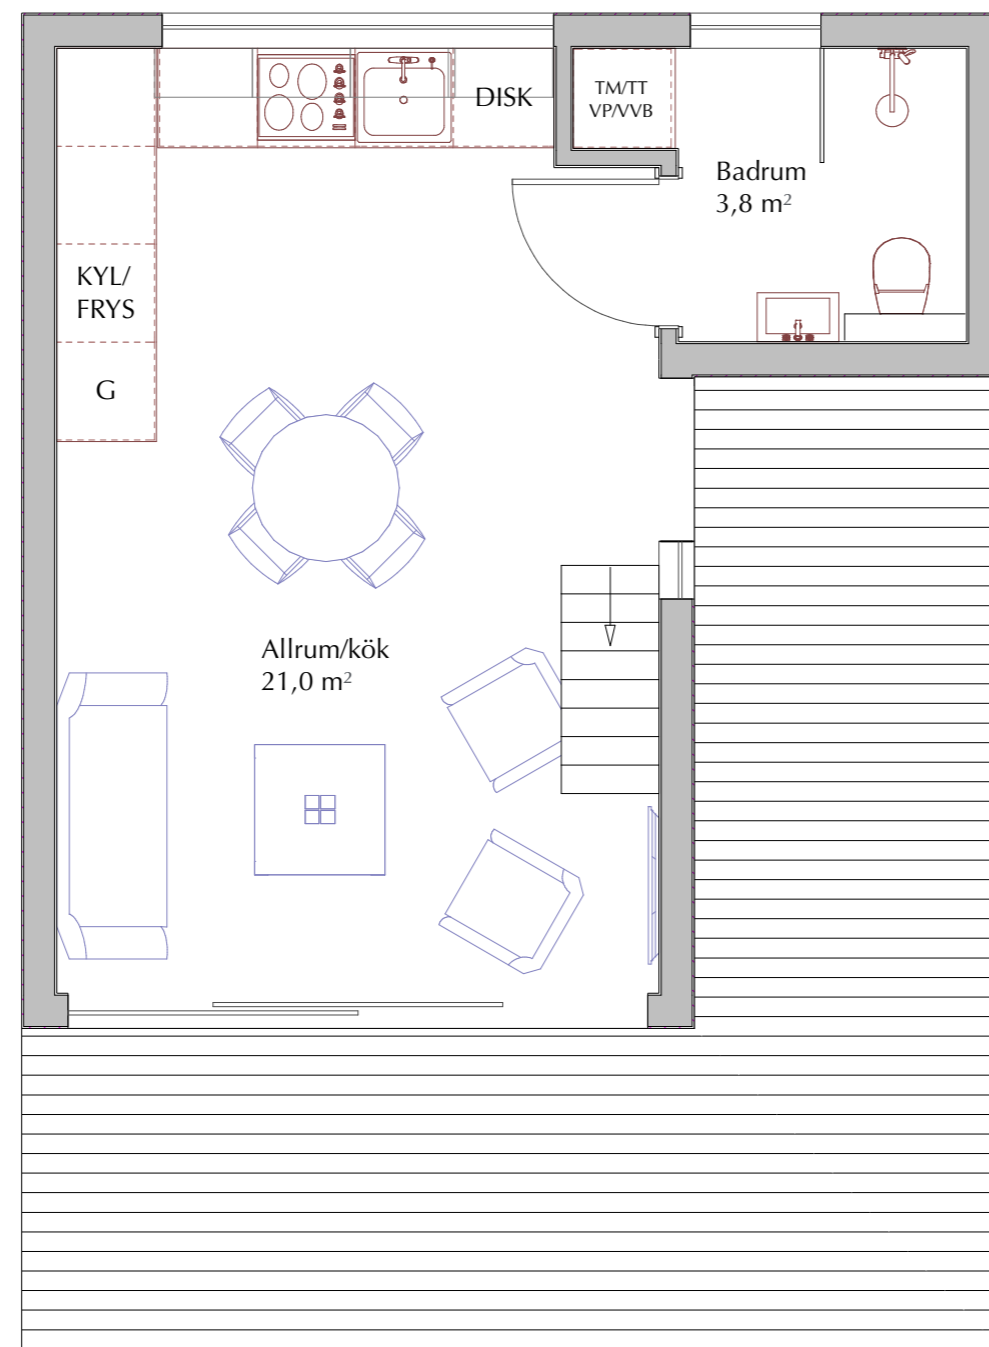 DISK
TM/TT
VP/VVB
Badrum
3,8 m²
KYL/
FRYS
G
Allrum/kök
21,0 m²